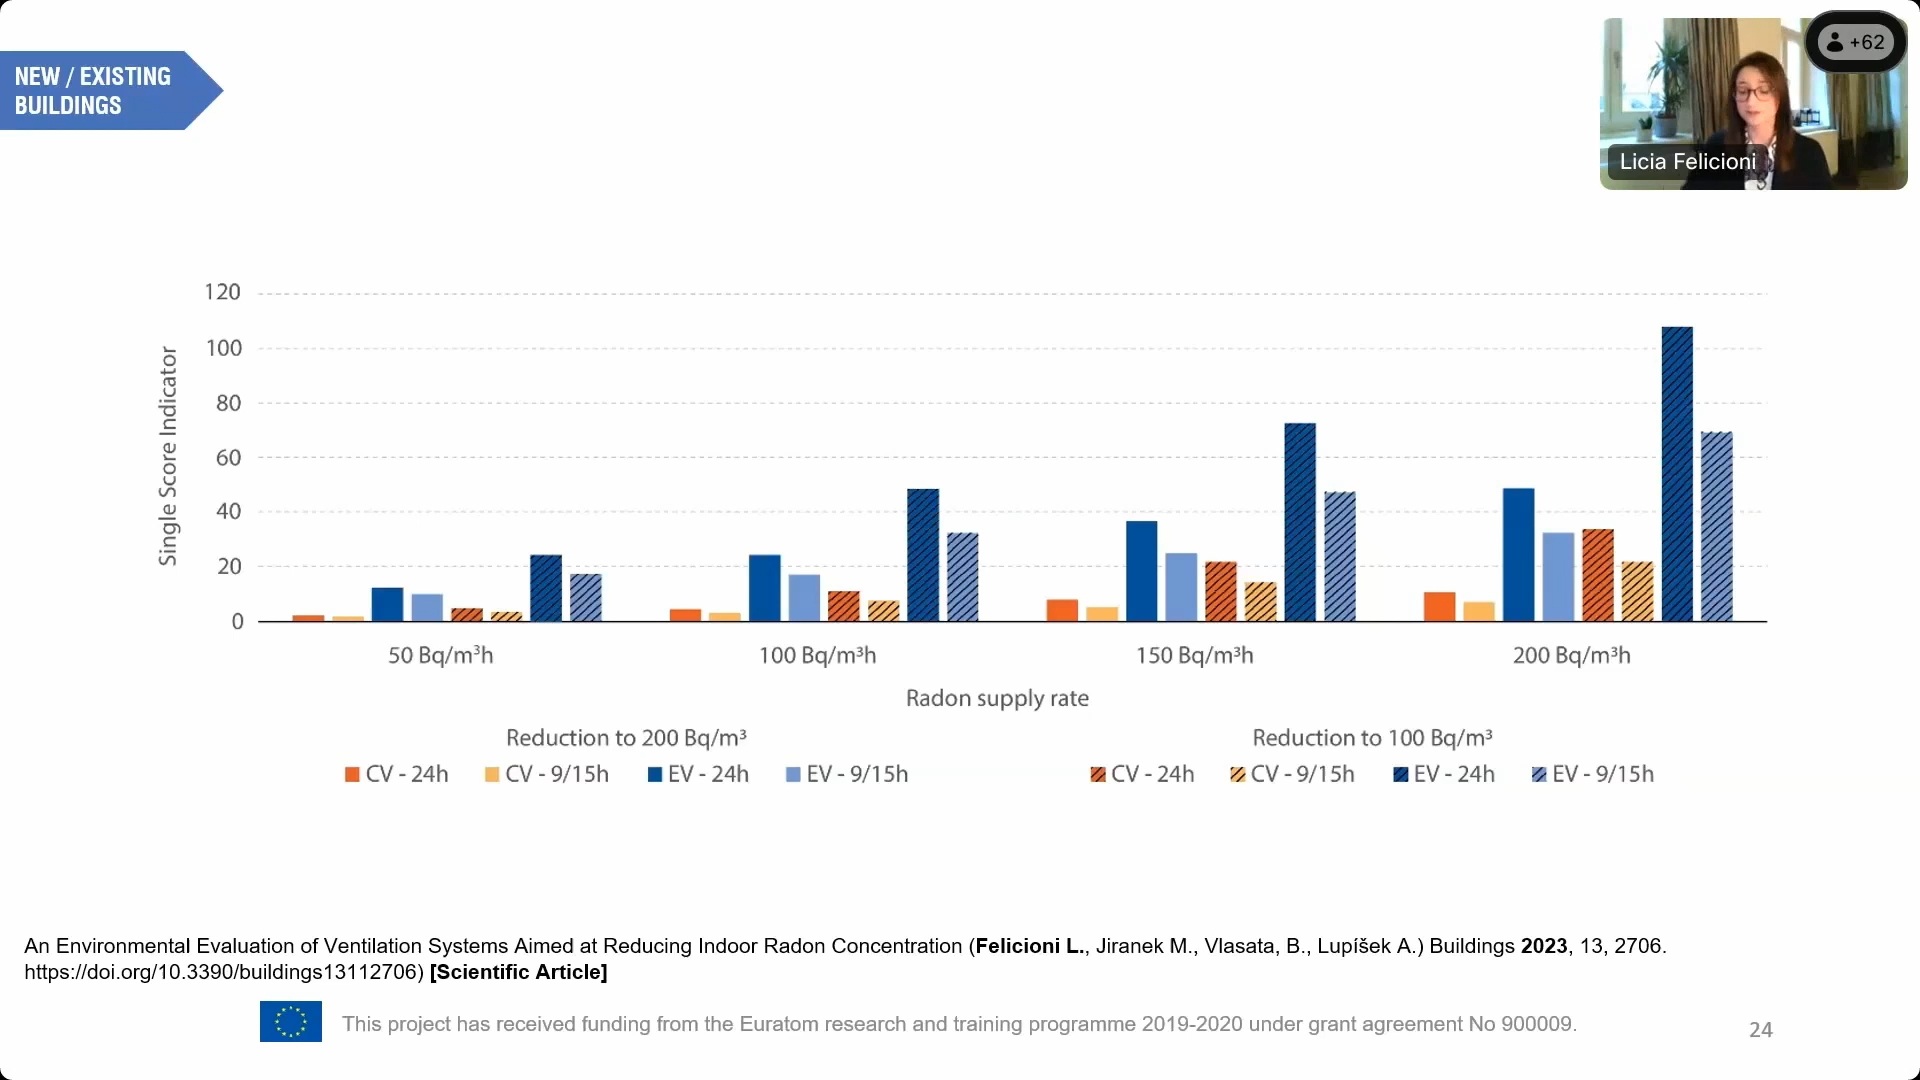 NEW / EXISTING
BUILDINGS
+62
Licia Felicioni
120
100
80
60
40
20
0
Single Score Indicator
50 Bq/m³h
100 Bq/m³h
150 Bq/m³h
200 Bq/m³h
Radon supply rate
Reduction to 200 Bq/m³
CV - 24h
CV - 9/15h
EV - 24h
EV - 9/15h
Reduction to 100 Bq/m³
CV - 24h
CV - 9/15h
EV - 24h
EV - 9/15h
An Environmental Evaluation of Ventilation Systems Aimed at Reducing Indoor Radon Concentration (Felicioni L., Jiranek M., Vlasata, B., Lupíšek A.) Buildings 2023, 13, 2706.
https://doi.org/10.3390/buildings13112706) [Scientific Article]
This project has received funding from the Euratom research and training programme 2019-2020 under grant agreement No 900009.
24